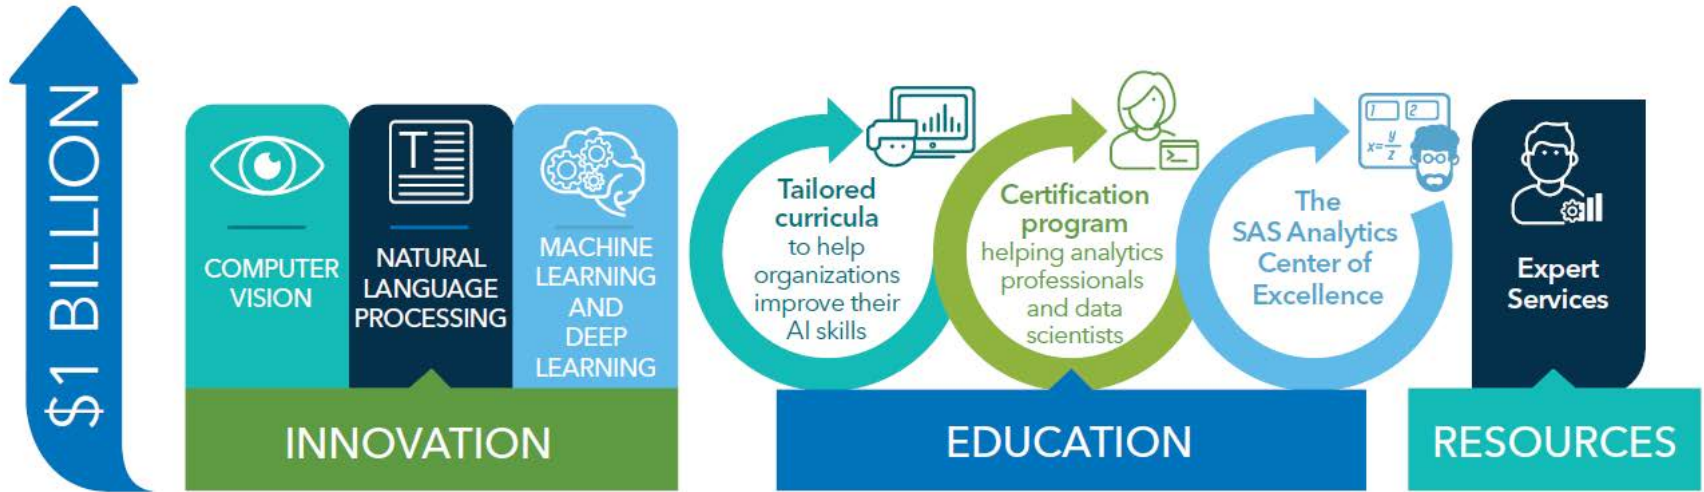 $1 BILLION
COMPUTER
VISION
NATURAL
LANGUAGE
PROCESSING
MACHINE
LEARNING
AND
DEEP
LEARNING
INNOVATION
Tailored
curricula
to help
organizations
improve their
AI skills
Certification
program
helping analytics
professionals
and data
scientists
1 2
x=y/z
The
SAS Analytics
Center of
Excellence
EDUCATION
Expert
Services
RESOURCES